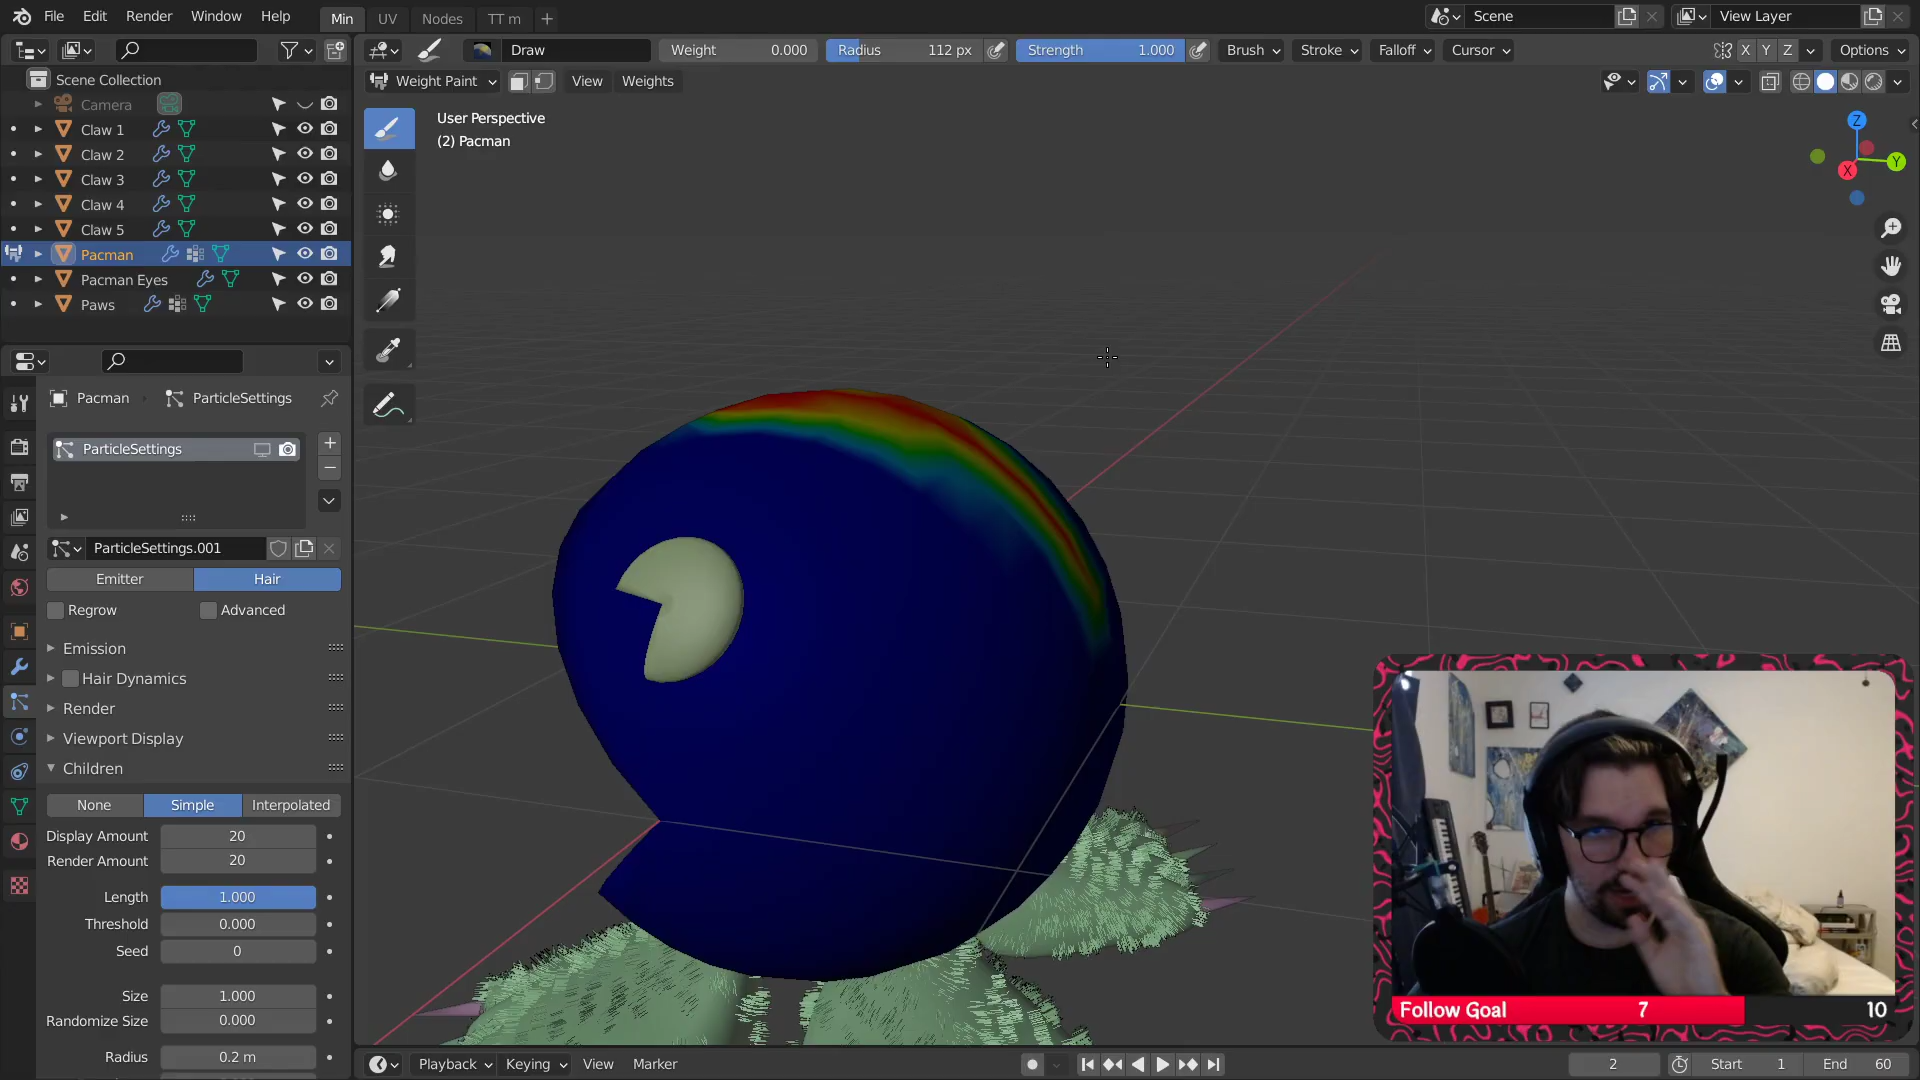 File Edit Render Window Help
Min UV Nodes TT m +
Scene
View Layer
Draw
Weight 0.000
Radius 112 px
Strength 1.000
Brush Stroke Falloff Cursor
X Y Z
Options
Scene Collection
Weight Paint View Weights
Camera
Claw 1
Claw 2
Claw 3
Claw 4
Claw 5
Pacman
Pacman Eyes
Paws
User Perspective
(2) Pacman
Z
Y
X
Pacman ParticleSettings
ParticleSettings
ParticleSettings.001
Emitter Hair
Regrow Advanced
Emission
Hair Dynamics
Render
Viewport Display
Children
None Simple Interpolated
Display Amount 20
Render Amount 20
Length 1.000
Threshold 0.000
Seed 0
Size 1.000
Randomize Size 0.000
Radius 0.2 m
Follow Goal 7 10
Playback Keying View Marker
2 Start 1 End 60